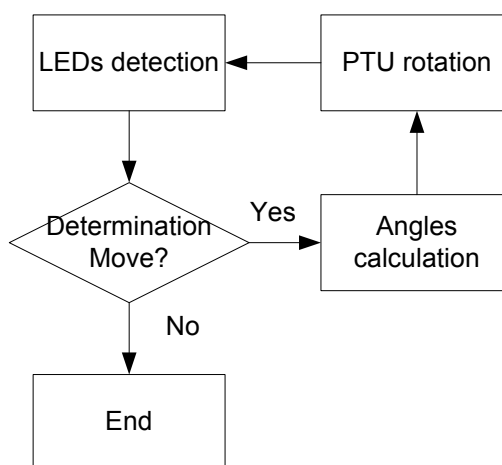 LEDs detection
PTU rotation
Determination
Move?
Yes
Angles
calculation
No
End